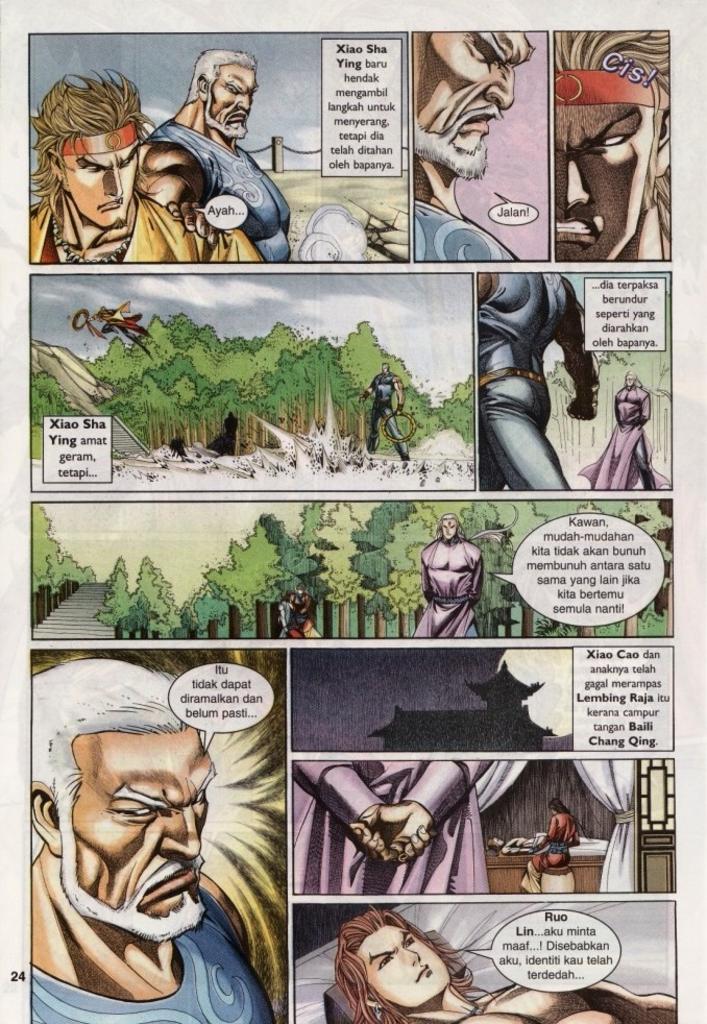 Xiao Sha
Ying baru
hendak
mengambil
langkah untuk
menyerang,
tetapi dia
telah ditahan
oleh bapanya.
Ayah...
Jalan!
Cis!
Xiao Sha
Ying amat
geram,
tetapi...
...dia terpaksa
berundur
seperti yang
diarahkan
oleh bapanya.
Kawan,
mudah-mudahan
kita tidak akan bunuh
membunuh antara satu
sama yang lain jika
kita bertemu
semula nanti!
Itu
tidak dapat
diramalkan dan
belum pasti...
Xiao Cao dan
anaknya telah
gagal merampas
Lembing Raja itu
kerana campur
tangan Baili
Chang Qing.
Ruo
Lin...aku minta
maaf...! Disebabkan
aku, identiti kau telah
terdedah...
24